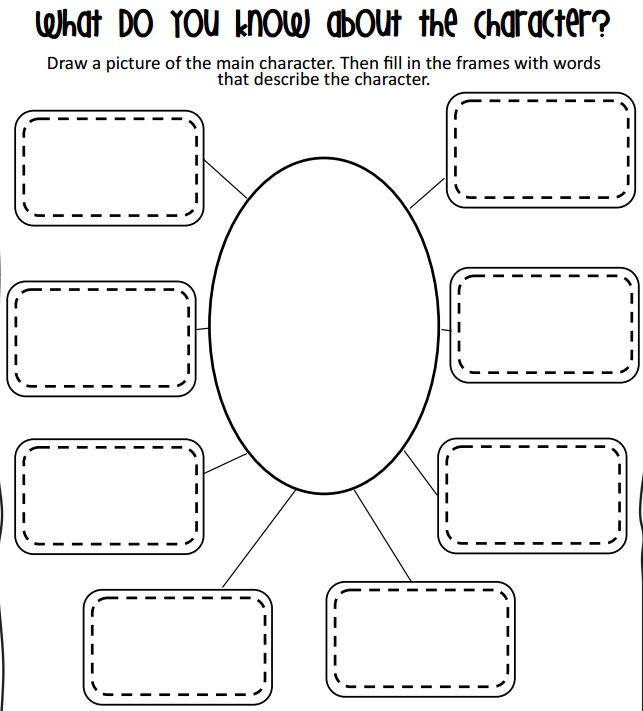 What DO YOU know about the character?
Draw a picture of the main character. Then fill in the frames with words
that describe the character.